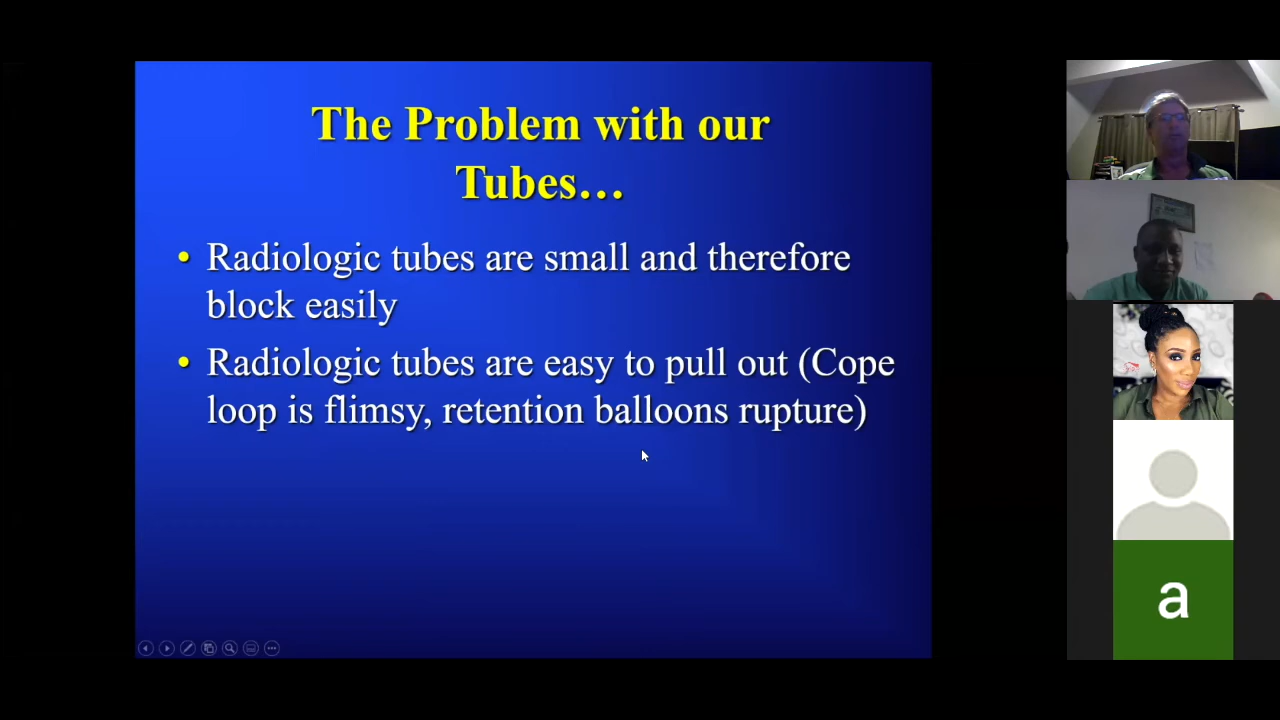 The Problem with our
Tubes…
• Radiologic tubes are small and therefore
block easily
• Radiologic tubes are easy to pull out (Cope
loop is flimsy, retention balloons rupture)
a